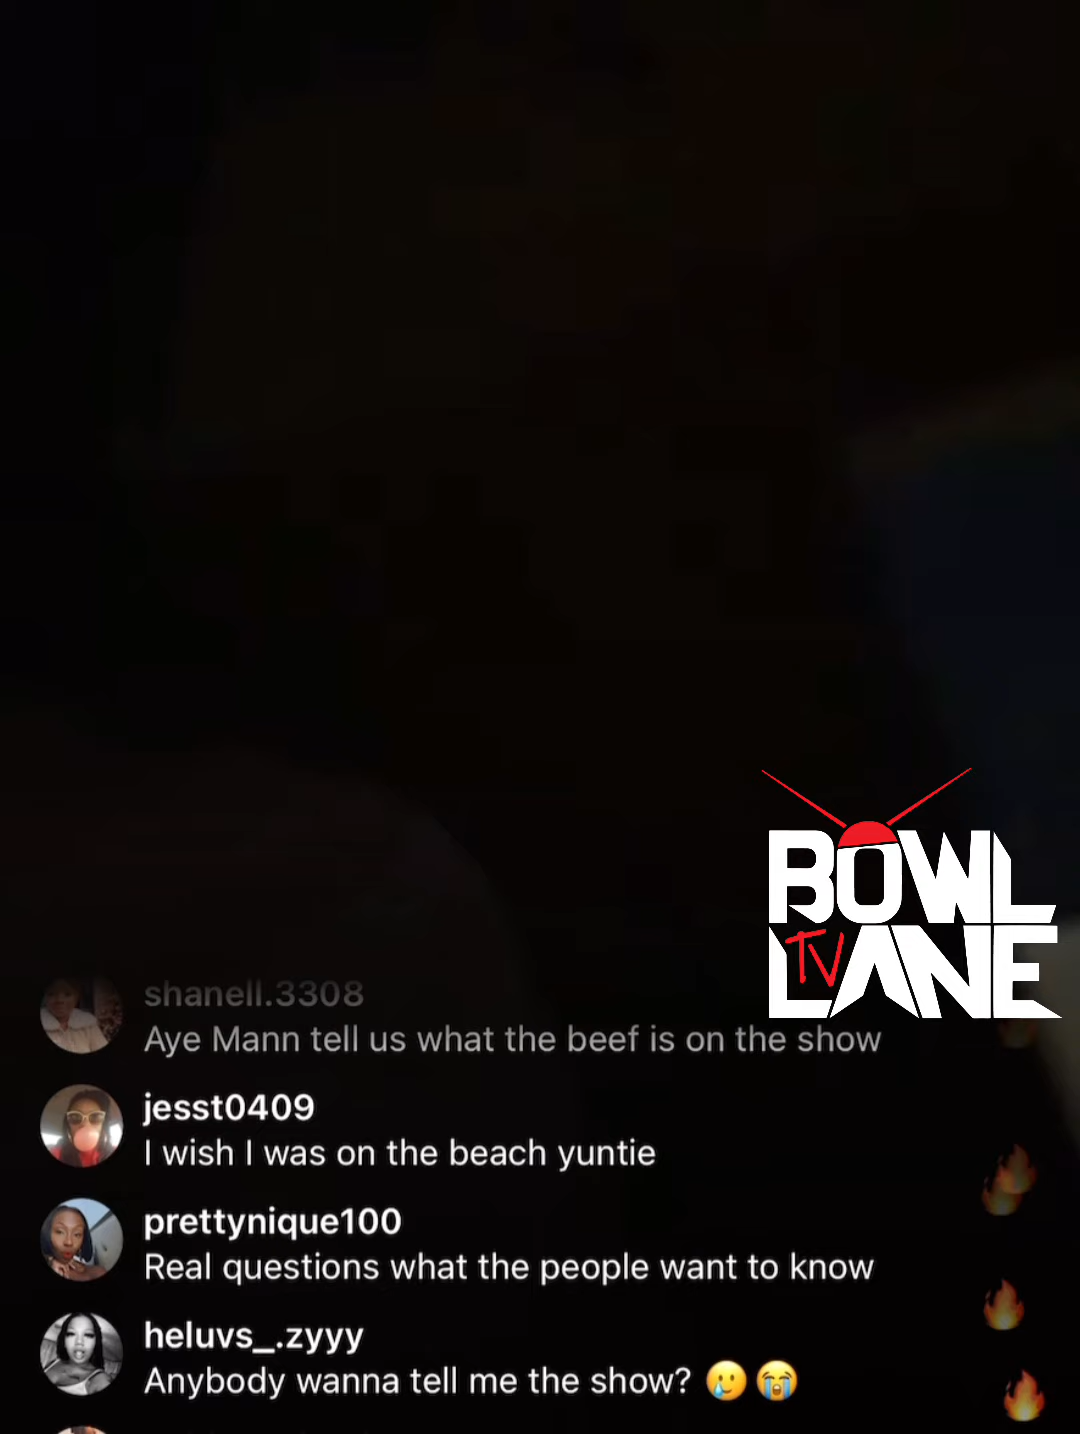 BOWL
TV
LANE
shanell.3308
Aye Mann tell us what the beef is on the show
jesst0409
I wish I was on the beach yuntie
prettynique100
Real questions what the people want to know
heluvs_.zyyy
Anybody wanna tell me the show? 🥲 😭